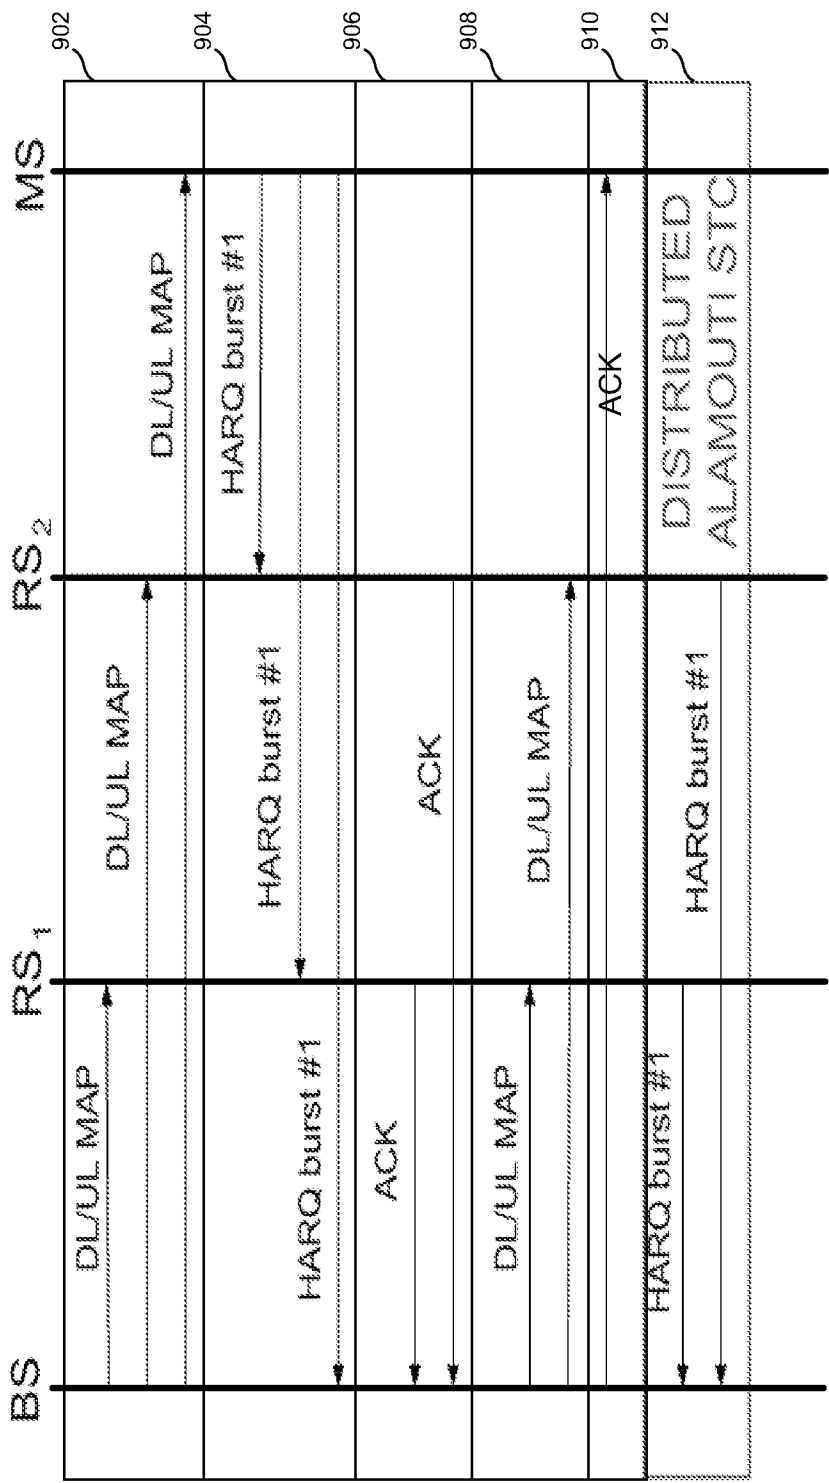 BS
RS1
RS2
MS
902
DL/UL MAP
DL/UL MAP
DL/UL MAP
904
HARQ burst #1
HARQ burst #1
HARQ burst #1
906
ACK
ACK
908
DL/UL MAP
DL/UL MAP
910
ACK
912
HARQ burst #1
HARQ burst #1
DISTRIBUTED
ALAMOUTI STC